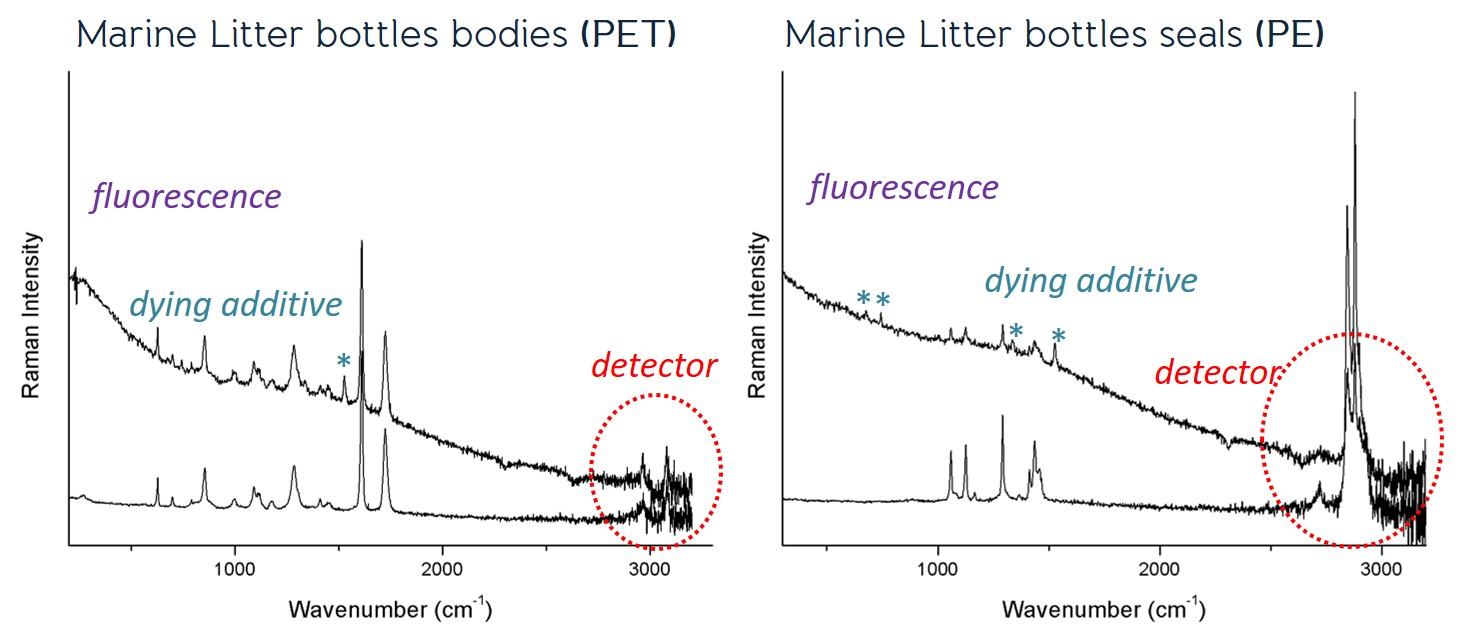 Marine Litter bottles bodies (PET)
fluorescence
dying additive
*
detector
Raman Intensity
1000
2000
3000
Wavenumber (cm-1)
Marine Litter bottles seals (PE)
fluorescence
dying additive
* *
*
*
detector
Raman Intensity
1000
2000
3000
Wavenumber (cm-1)